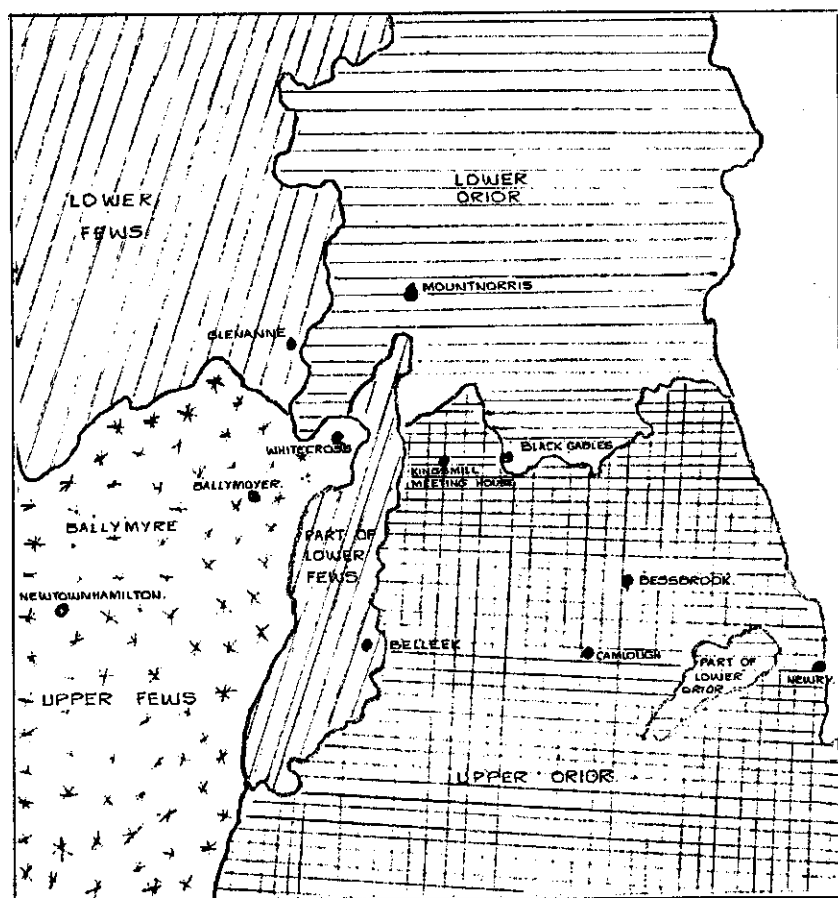 LOWER
FEWS
LOWER
ORIOR
MOUNTNORRIS
GLENANNE
WHITECROSS
BLACK GABLES
KINGSMILL
MEETING HOUSE
BALLYMOYER.
BALLYMYRE
PART OF
LOWER
FEWS
BESSBROOK.
NEWTOWNHAMILTON.
BELLEEK
CAMLOUGH
PART OF
LOWER
ORIOR
NEWRY
UPPER FEWS
UPPER ORIOR